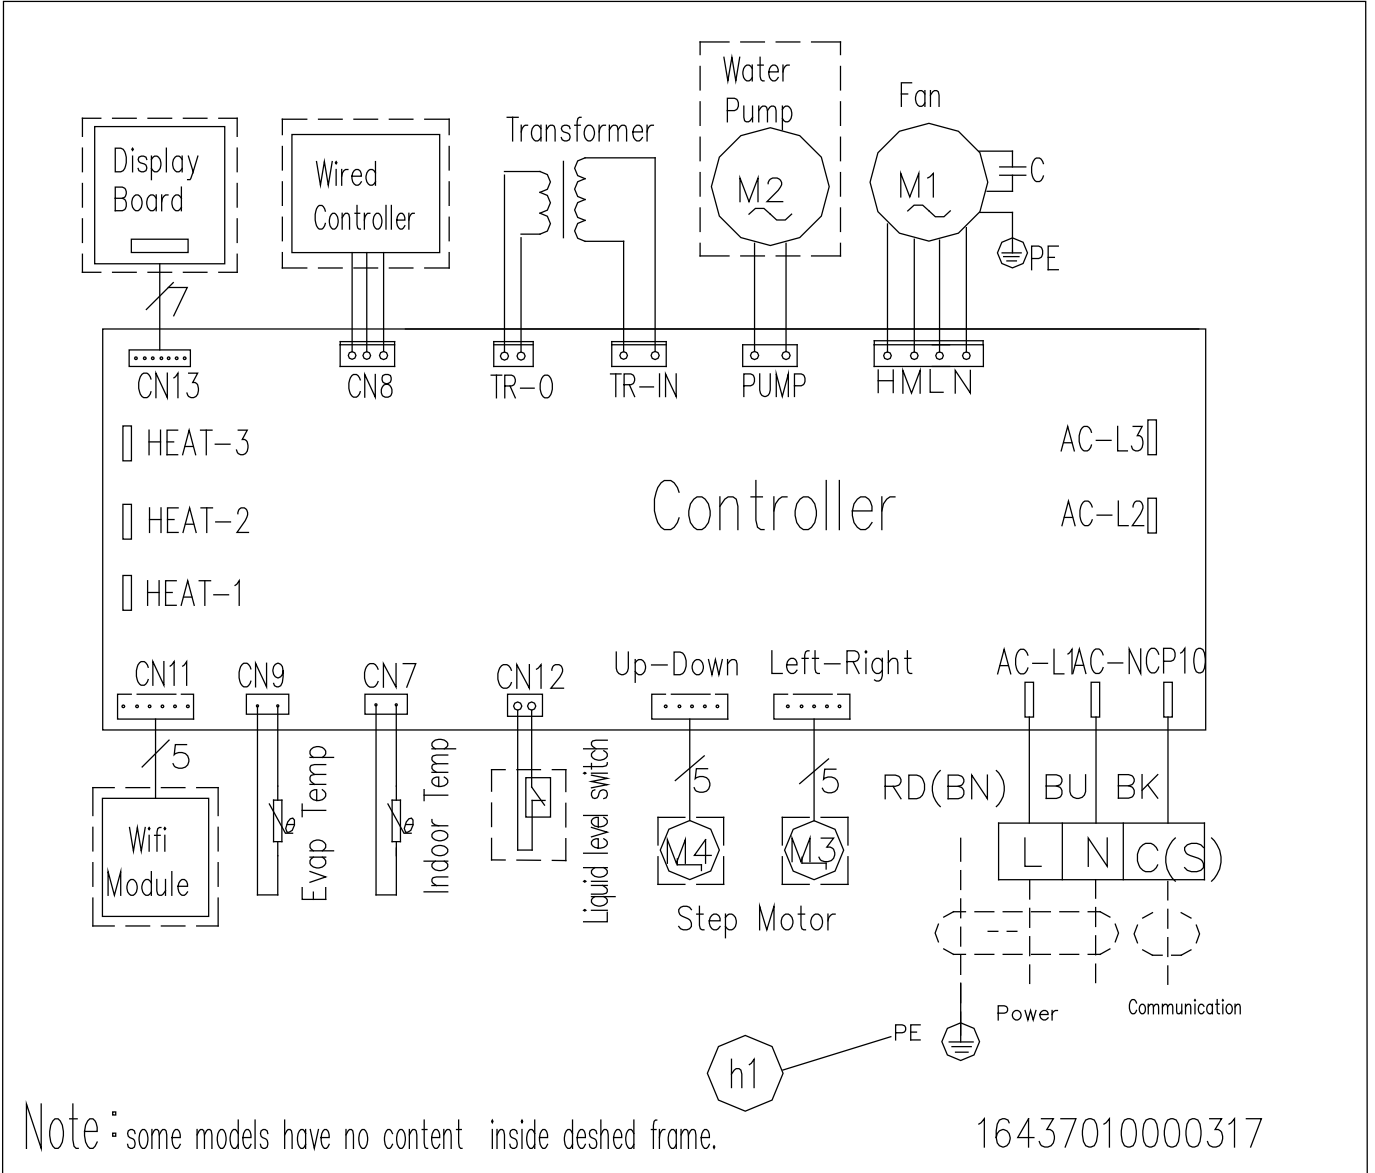 Water
Pump
Fan
Transformer
Display
Board
Wired
Controller
M2
M1
C
PE
7
CN13
CN8
TR-O
TR-IN
PUMP
H M L N
HEAT-3
AC-L3
HEAT-2
Controller
AC-L2
HEAT-1
CN11
CN9
CN7
CN12
Up-Down
Left-Right
AC-L1
AC-N
CP10
5
Evap Temp
Indoor Temp
Liquid level switch
5
5
RD(BN)
BU
BK
θ
θ
Wifi
Module
M4
M3
L
N
C(S)
Step Motor
Power
Communication
PE
h1
Note: some models have no content inside deshed frame.
16437010000317